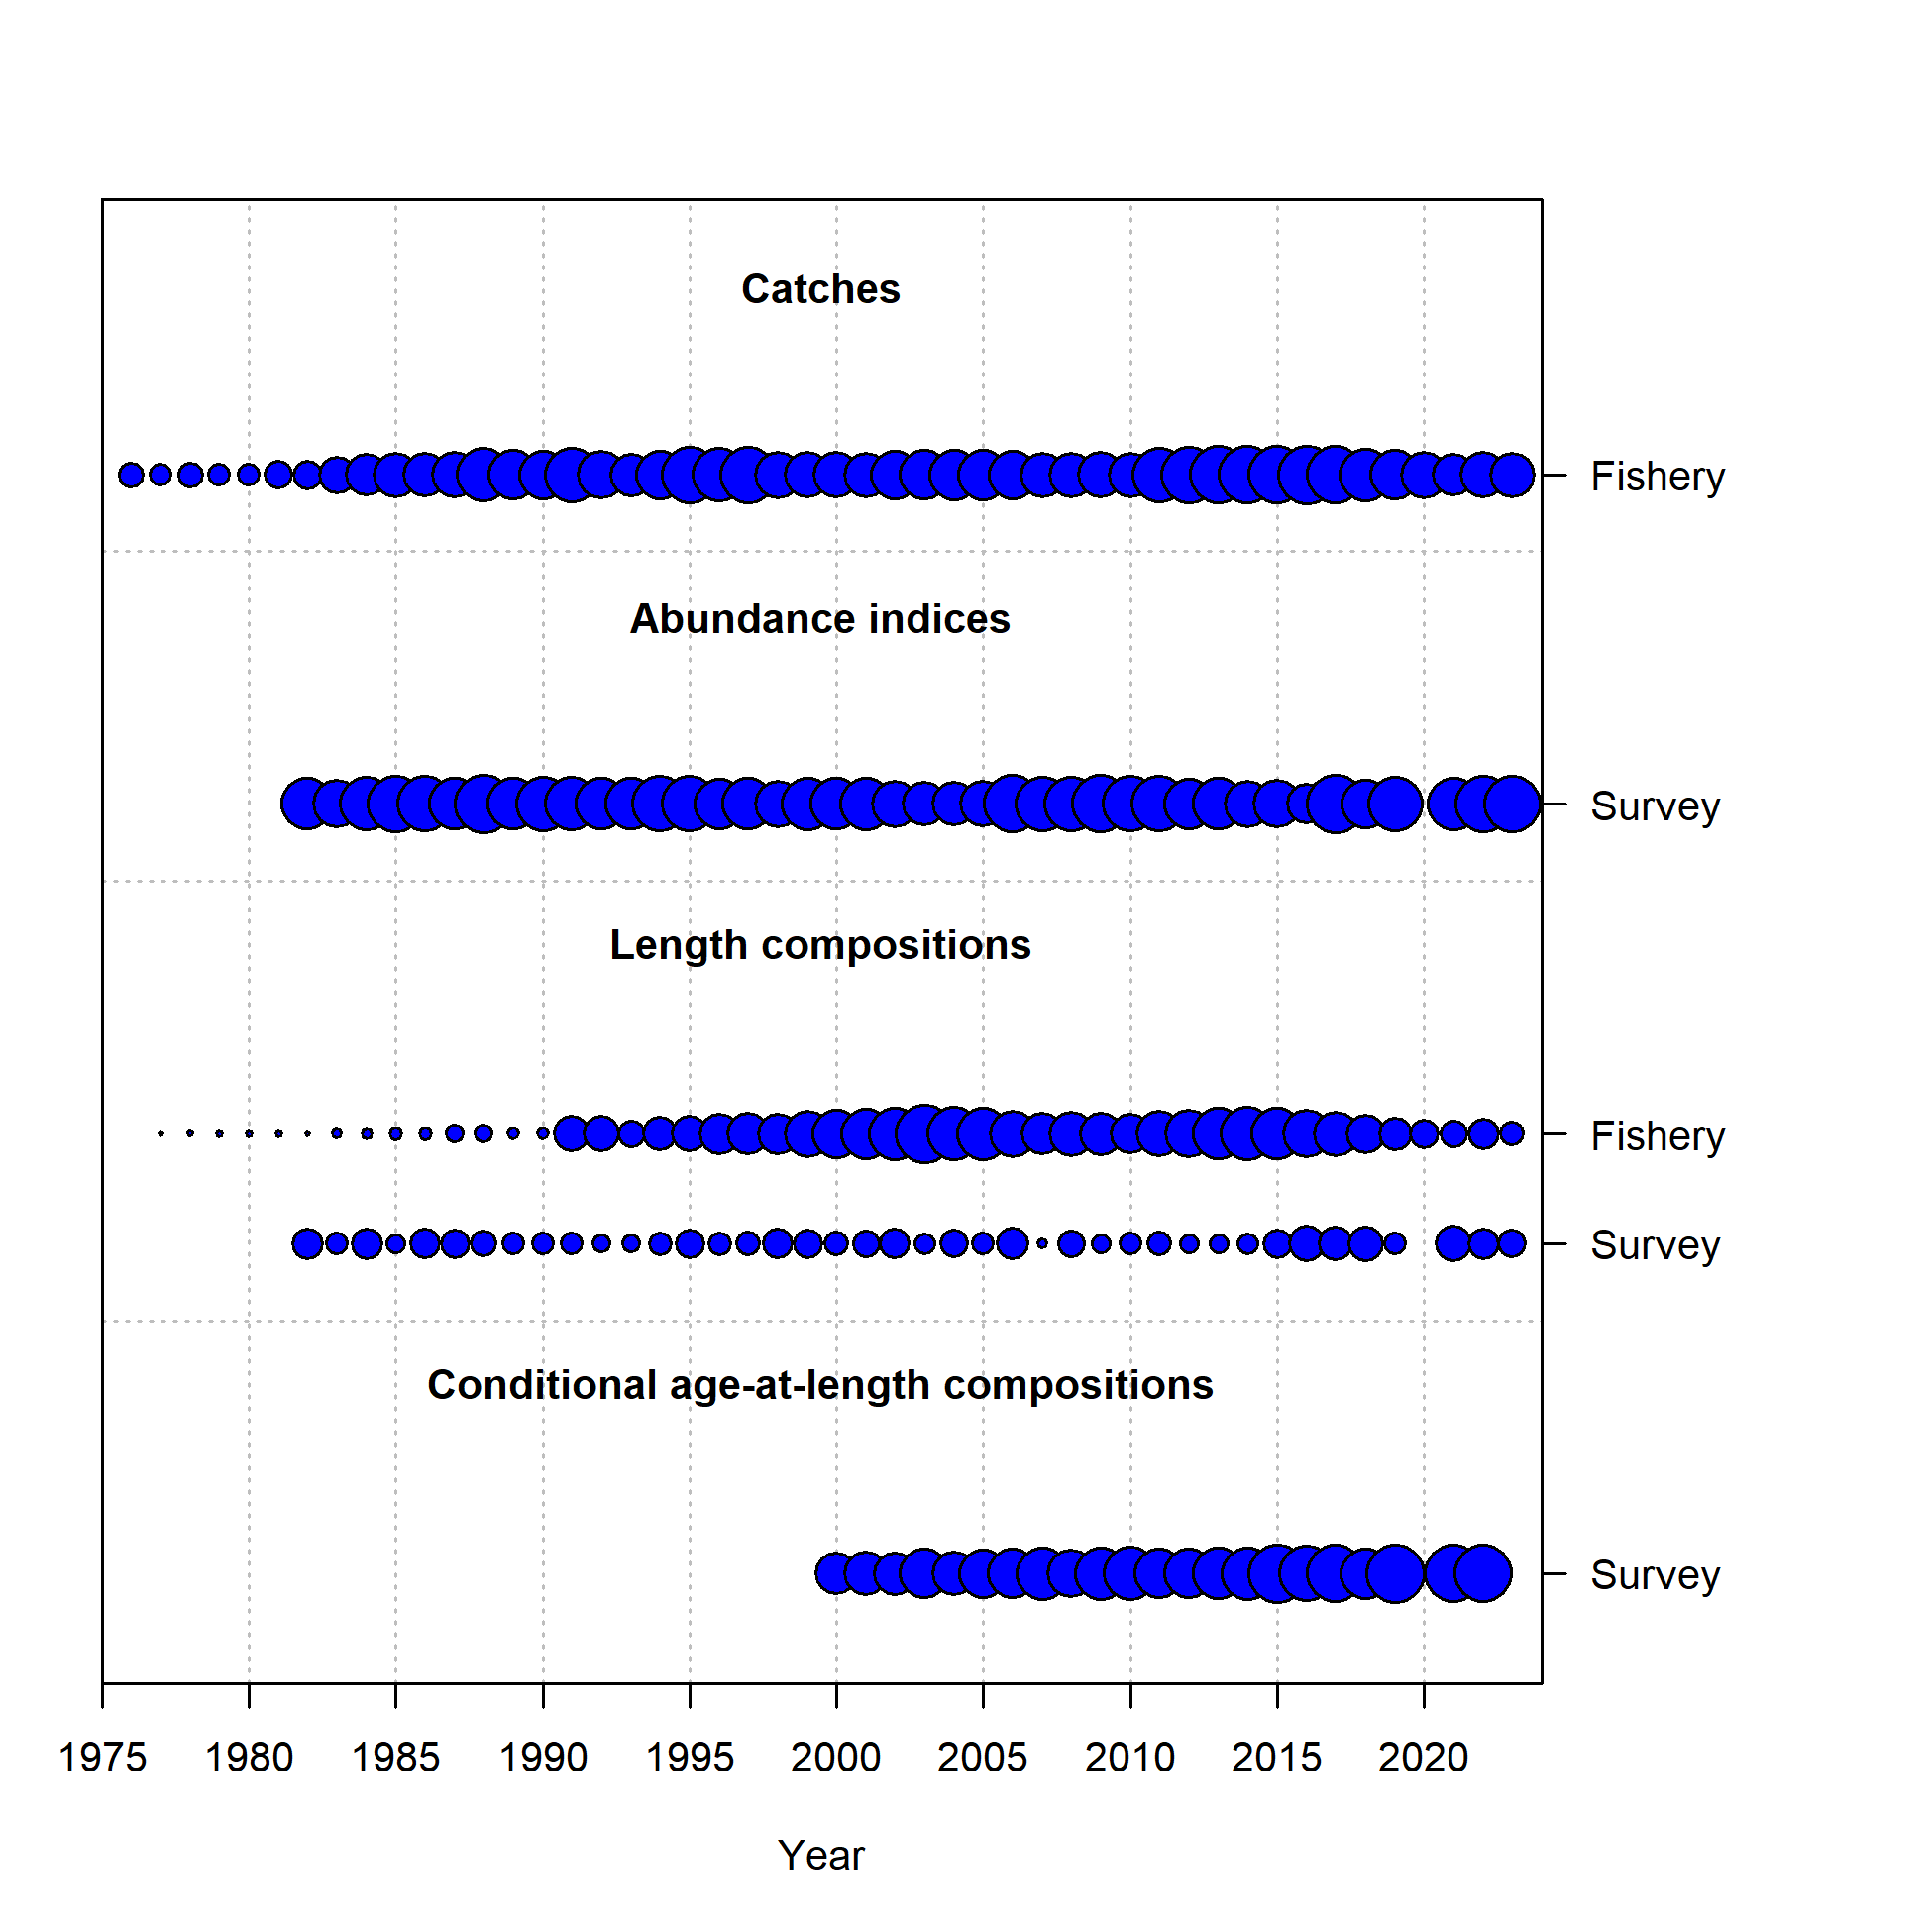 Catches
Fishery
Abundance indices
Survey
Length compositions
Fishery
Survey
Conditional age-at-length compositions
Survey
1975 1980 1985 1990 1995 2000 2005 2010 2015 2020
Year